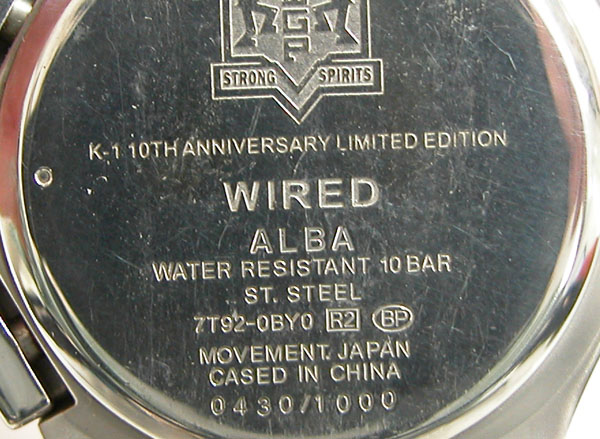 GP
STRONG SPIRITS
K-1 10TH ANNIVERSARY LIMITED EDITION
WIRED
ALBA
WATER RESISTANT 10 BAR
ST. STEEL
7T92-0BY0 R2 BP
MOVEMENT JAPAN
CASED IN CHINA
0430/1000